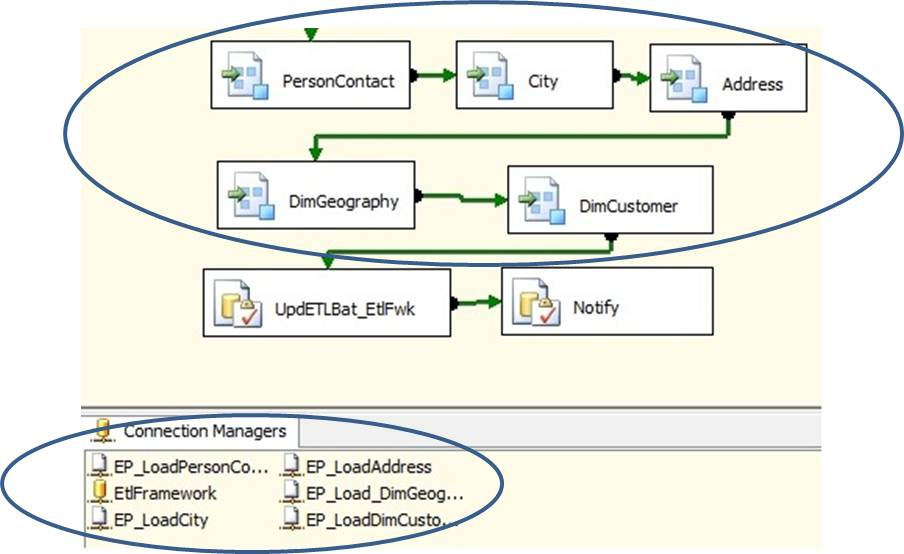 PersonContact
City
Address
DimGeography
DimCustomer
UpdETLBat_EtlFwk
Notify
Connection Managers
EP_LoadPersonCo...
EP_LoadAddress
EtlFramework
EP_Load_DimGeog...
EP_LoadCity
EP_LoadDimCusto...